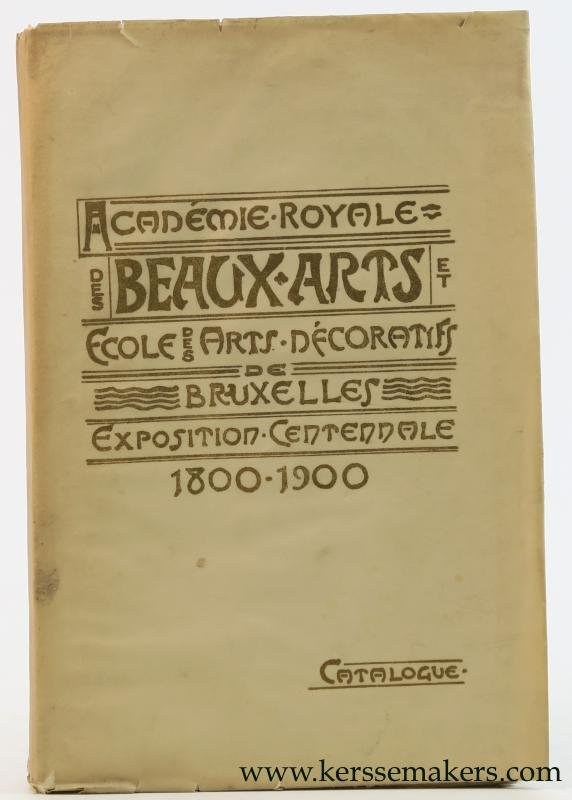 Académie · Royale
des BEAUX · ARTS et
Ecole des Arts · Décoratifs
de
Bruxelles
Exposition · Centennale
1800 · 1900
Catalogue ·
www.kerssemakers.com